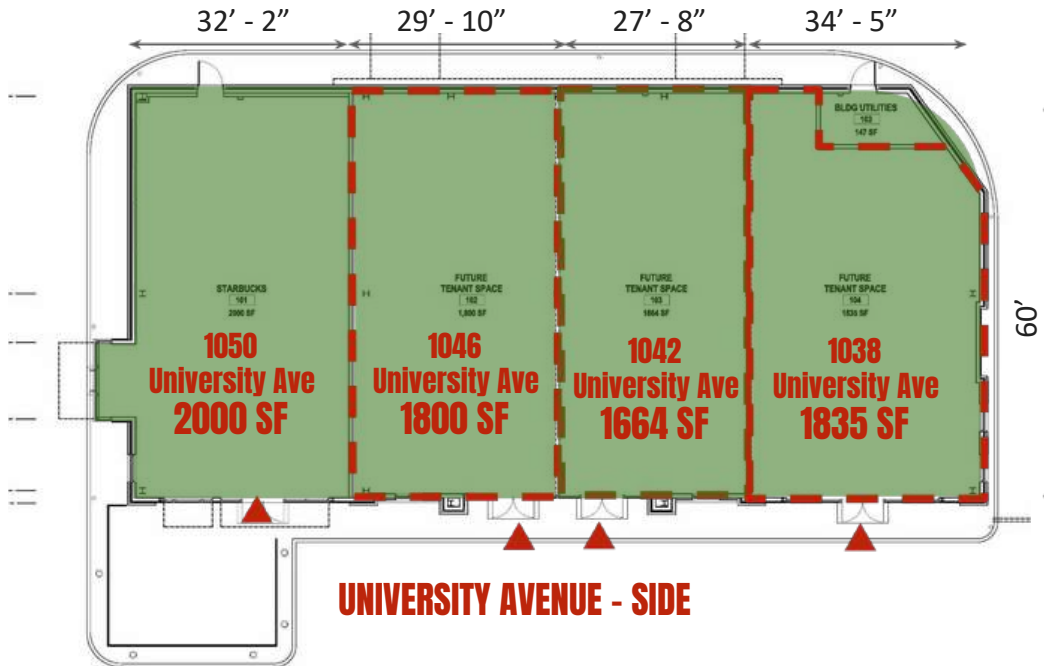 32’ - 2” 29’ - 10” 27’ - 8” 34’ - 5”
BLDG UTILITIES
102
147 SF
60’
STARBUCKS
101
2000 SF
1050
University Ave
2000 SF
FUTURE
TENANT SPACE
102
1,800 SF
1046
University Ave
1800 SF
FUTURE
TENANT SPACE
103
1664 SF
1042
University Ave
1664 SF
FUTURE
TENANT SPACE
104
1835 SF
1038
University Ave
1835 SF
UNIVERSITY AVENUE - SIDE